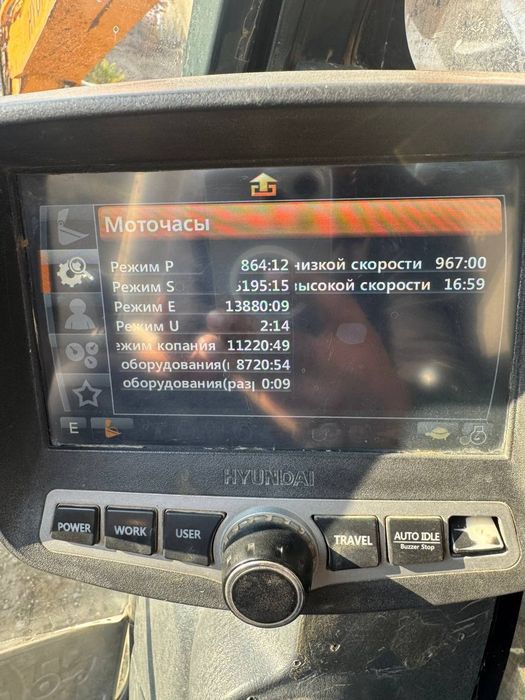 Моточасы
Режим P 864:12 низкой скорости 967:00
Режим S 5195:15 высокой скорости 16:59
Режим E 13880:09
Режим U 2:14
ежим копания 11220:49
оборудования( 8720:54
оборудования(разр 0:09
E
HYUNDAI
POWER
WORK
USER
TRAVEL
AUTO IDLE
Buzzer Stop